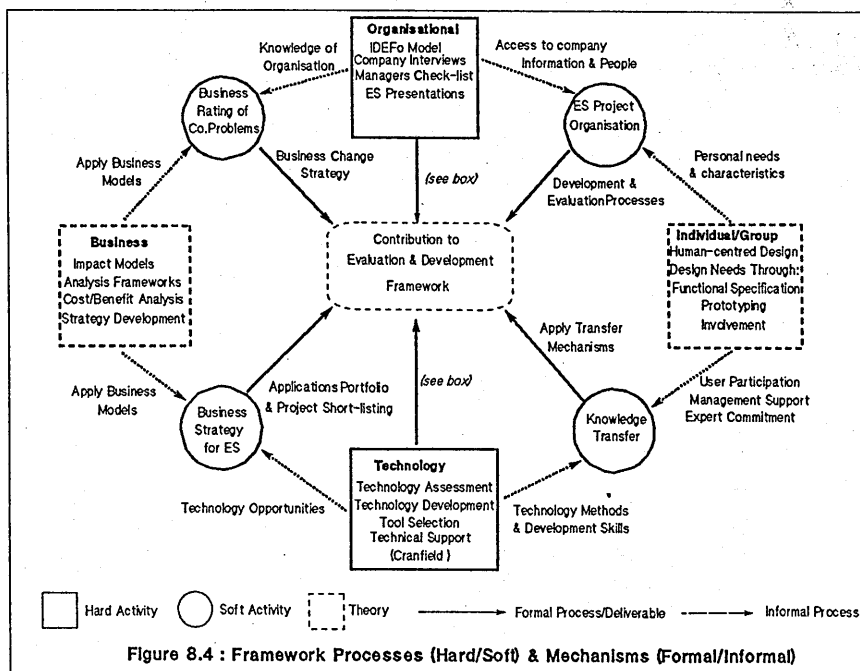 Organisational
IDEFo Model
Company Interviews
Managers Check-list
ES Presentations
Knowledge of
Organisation
Access to company
Information & People
Business
Rating of
Co.Problems
ES Project
Organisation
Apply Business
Models
Business Change
Strategy
(see box)
Development &
EvaluationProcesses
Personal needs
& characteristics
Business
Impact Models
Analysis Frameworks
Cost/Benefit Analysis
Strategy Development
Contribution to
Evaluation & Development
Framework
Individual/Group
Human-centred Design
Design Needs Through:
Functional Specification
Prototyping
Involvement
Apply Business
Models
Applications Portfolio
& Project Short-listing
(see box)
Apply Transfer
Mechanisms
User Participation
Management Support
Expert Commitment
Business
Strategy
for ES
Knowledge
Transfer
Technology Opportunities
Technology
Technology Assessment
Technology Development
Tool Selection
Technical Support
(Cranfield )
Technology Methods
& Development Skills
Hard Activity
Soft Activity
Theory
Formal Process/Deliverable
Informal Process
Figure 8.4 : Framework Processes (Hard/Soft) & Mechanisms (Formal/Informal)